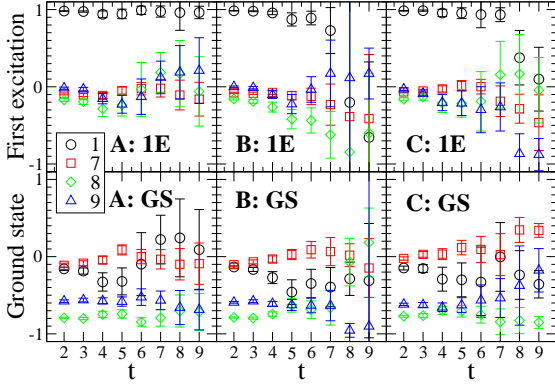 First excitation
1
0
-1
A: 1E
B: 1E
C: 1E
1
7
8
9
Ground state
1
0
-1
A: GS
B: GS
C: GS
2 3 4 5 6 7 8 9
2 3 4 5 6 7 8 9
2 3 4 5 6 7 8 9
t t t